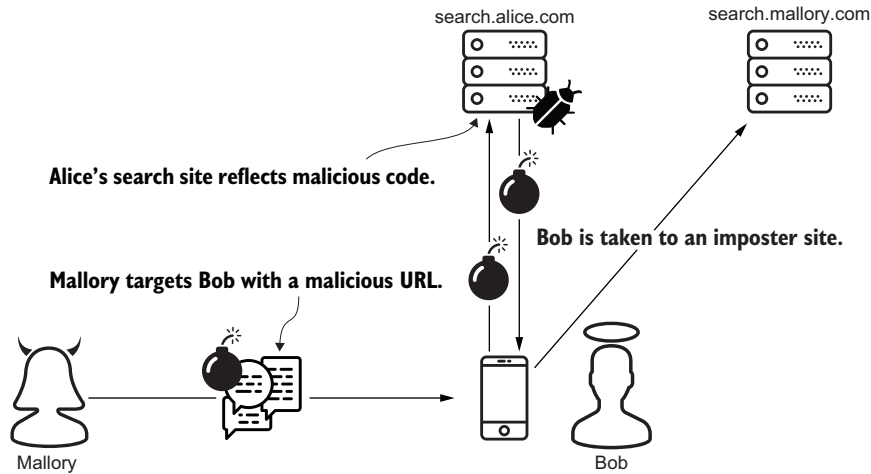 search.alice.com
search.mallory.com
Alice’s search site reflects malicious code.
Bob is taken to an imposter site.
Mallory targets Bob with a malicious URL.
Mallory
Bob